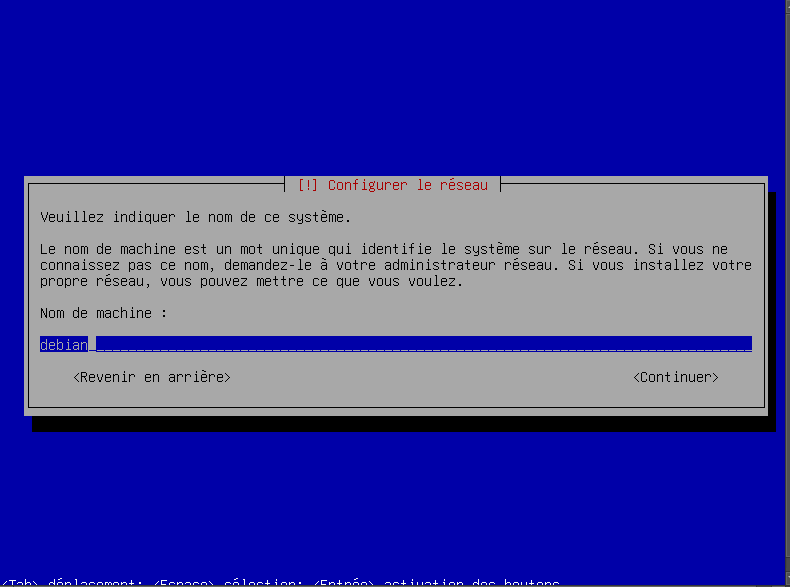 [!] Configurer le réseau
Veuillez indiquer le nom de ce système.
Le nom de machine est un mot unique qui identifie le système sur le réseau. Si vous ne
connaissez pas ce nom, demandez-le à votre administrateur réseau. Si vous installez votre
propre réseau, vous pouvez mettre ce que vous voulez.
Nom de machine :
debian
<Revenir en arrière> <Continuer>
<Tab> déplacement; <Espace> sélection; <Entrée> activation des boutons